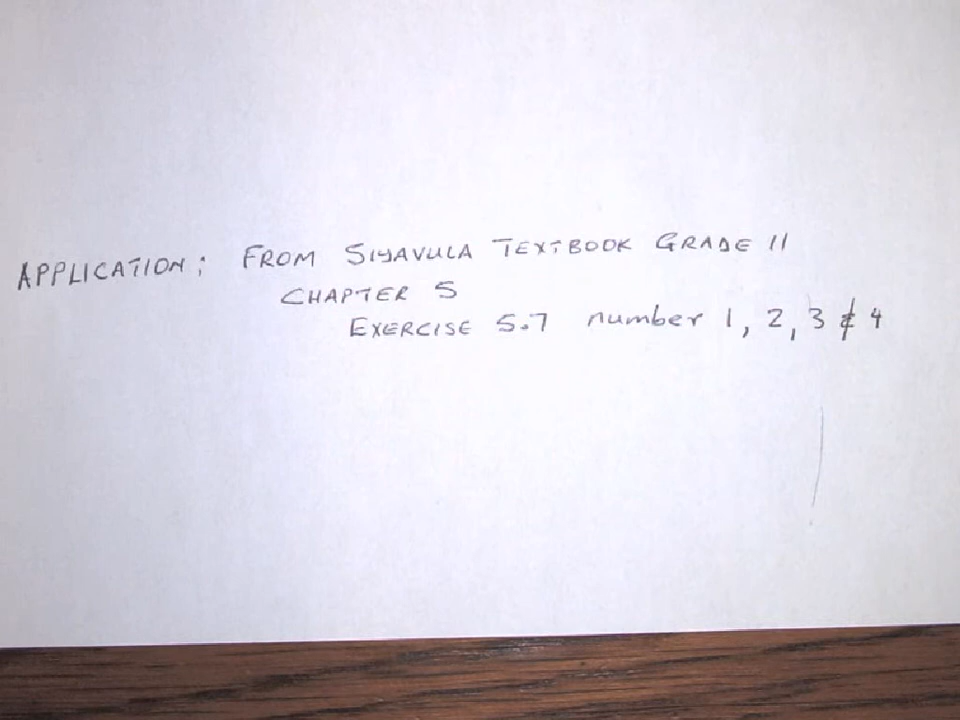 APPLICATION: FROM SIYAVULA TEXTBOOK GRADE 11
CHAPTER 5
EXERCISE 5.7 number 1, 2, 3 & 4